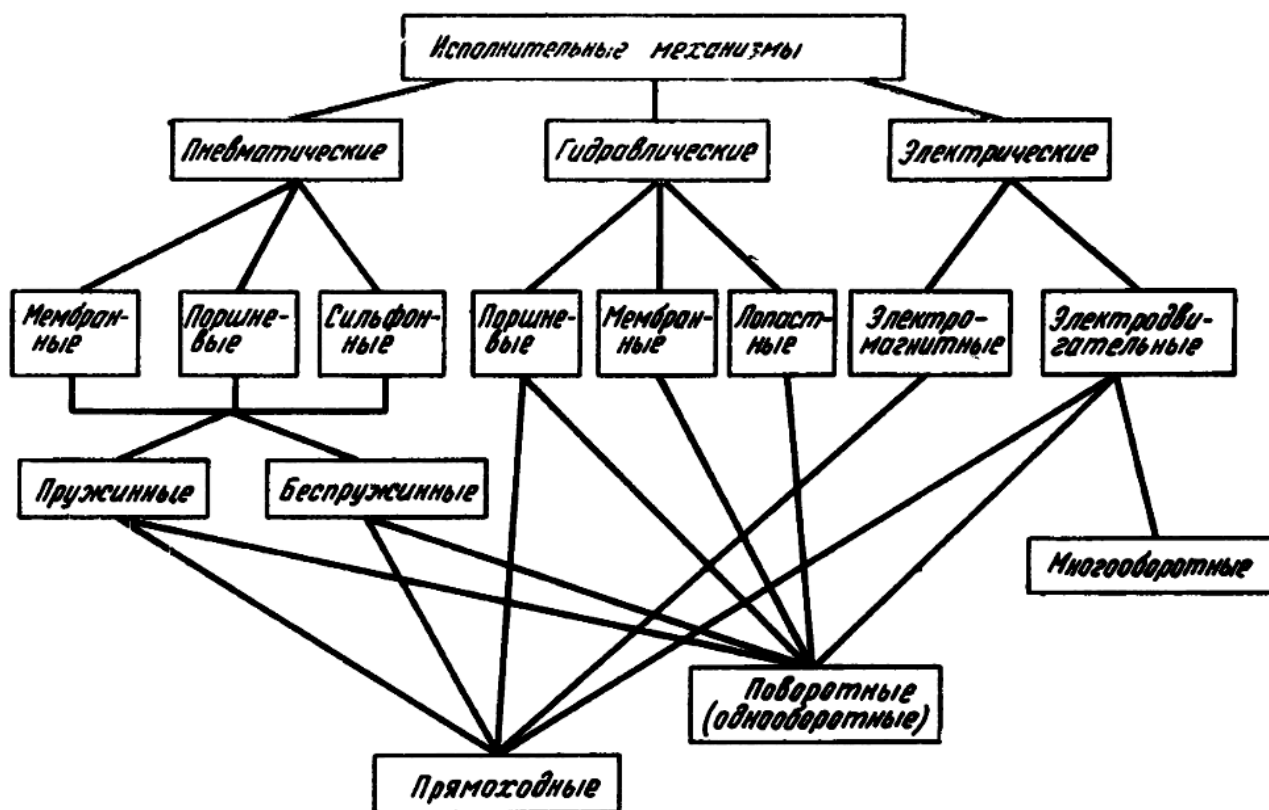 Исполнительные механизмы
Пневматические
Гидравлические
Электрические
Мембран-
ные
Поршне-
вые
Сильфон-
ные
Поршне-
вые
Мембран-
ные
Лопаст-
ные
Электро-
магнитные
Электродви-
гательные
Пружинные
Беспружинные
Многооборотные
Поворотные
(однооборотные)
Прямоходные